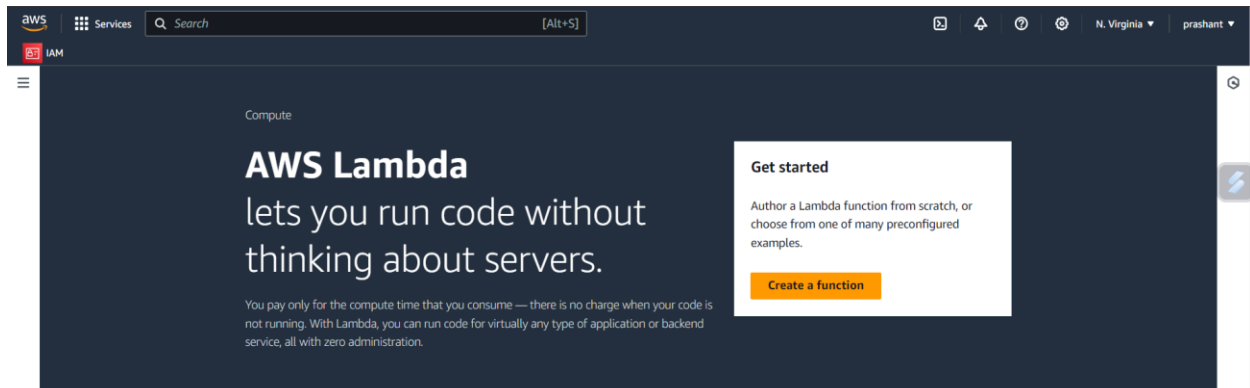 aws Services Search [Alt+S] N. Virginia prashant
IAM
Compute
AWS Lambda
lets you run code without
thinking about servers.
You pay only for the compute time that you consume — there is no charge when your code is
not running. With Lambda, you can run code for virtually any type of application or backend
service, all with zero administration.
Get started
Author a Lambda function from scratch, or
choose from one of many preconfigured
examples.
Create a function